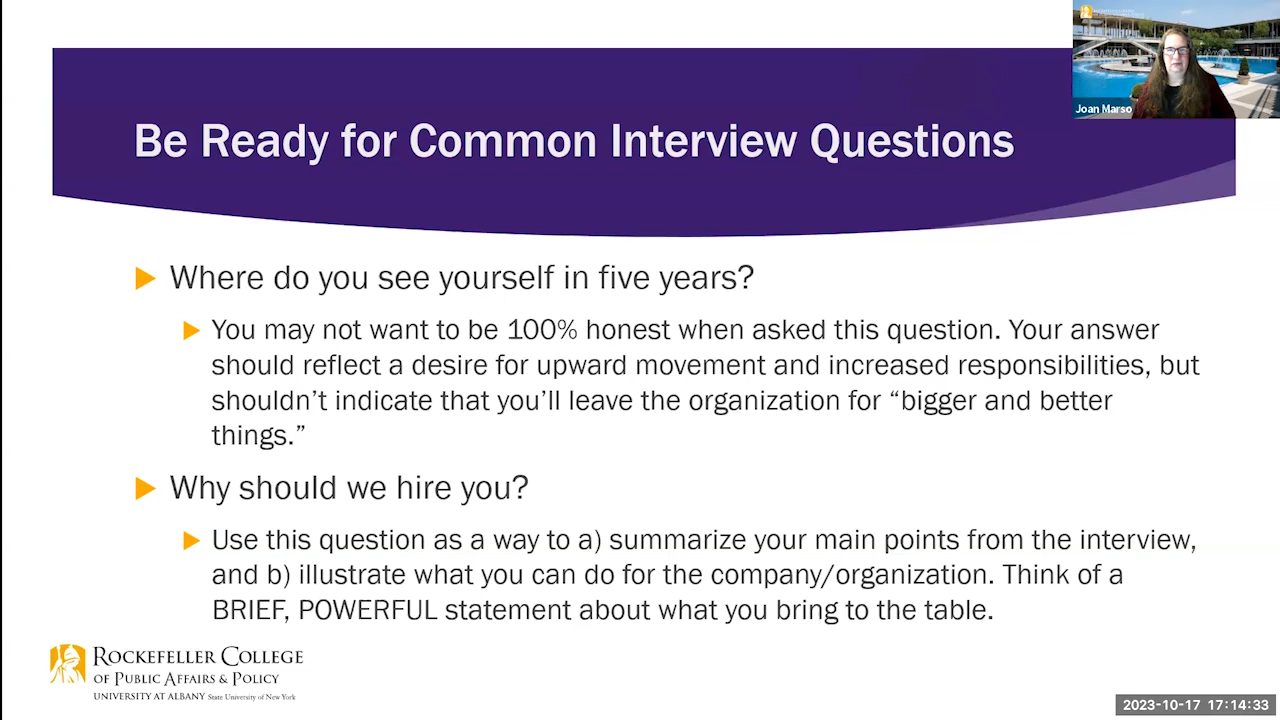 Joan Marso
Be Ready for Common Interview Questions
Where do you see yourself in five years?
You may not want to be 100% honest when asked this question. Your answer
should reflect a desire for upward movement and increased responsibilities, but
shouldn’t indicate that you’ll leave the organization for “bigger and better
things.”
Why should we hire you?
Use this question as a way to a) summarize your main points from the interview,
and b) illustrate what you can do for the company/organization. Think of a
BRIEF, POWERFUL statement about what you bring to the table.
ROCKEFELLER COLLEGE
OF PUBLIC AFFAIRS & POLICY
UNIVERSITY AT ALBANY State University of New York
2023-10-17 17:14:33